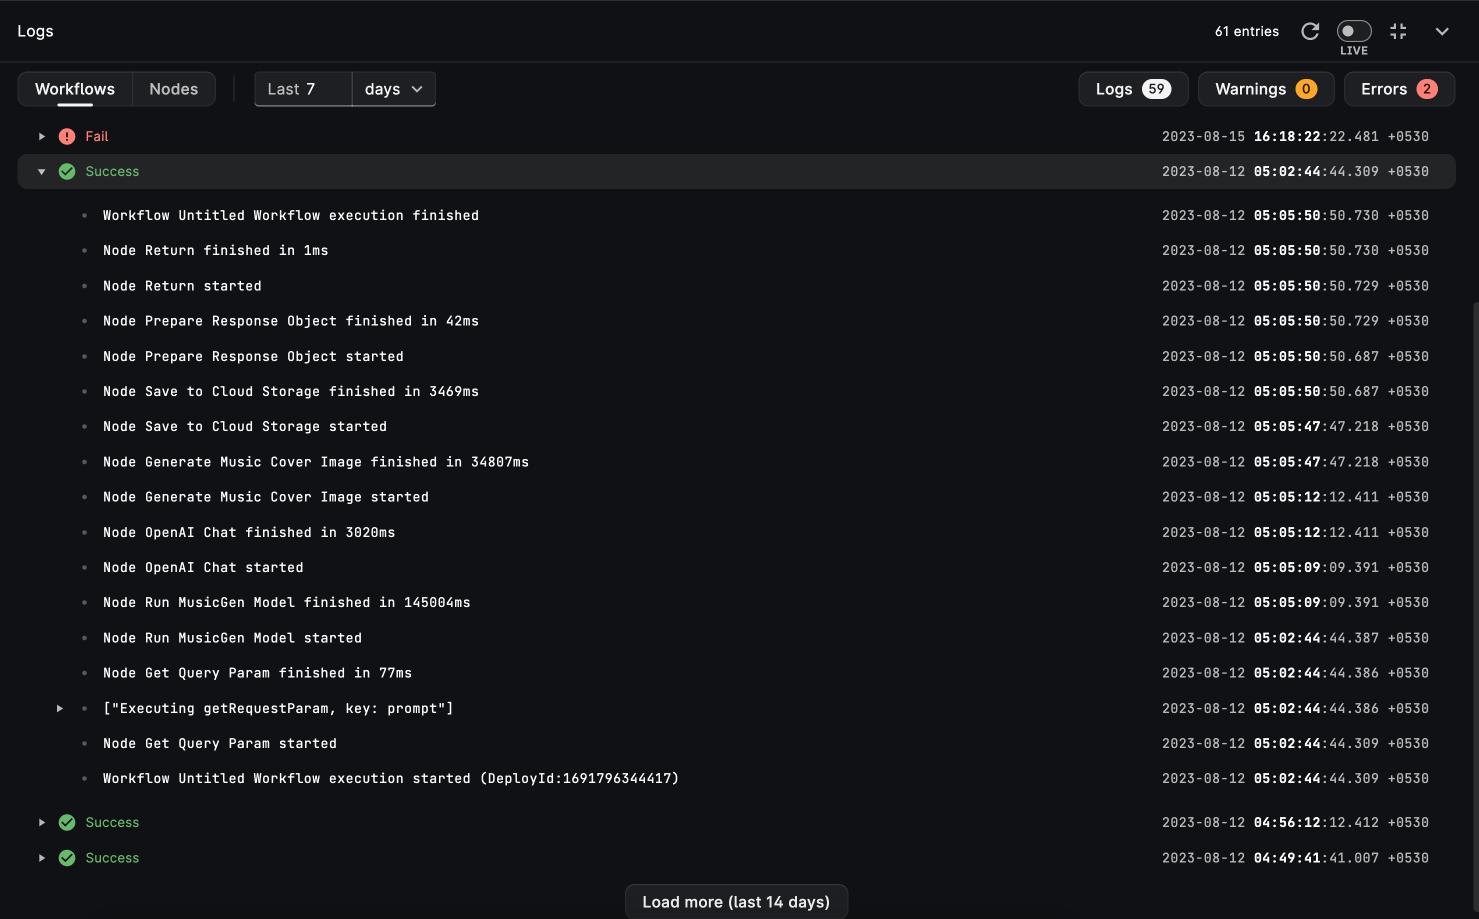 Logs 61 entries LIVE
Workflows Nodes Last 7 days Logs 59 Warnings 0 Errors 2
Fail 2023-08-15 16:18:22:22.481 +0530
Success 2023-08-12 05:02:44:44.309 +0530
Workflow Untitled Workflow execution finished 2023-08-12 05:05:50:50.730 +0530
Node Return finished in 1ms 2023-08-12 05:05:50:50.730 +0530
Node Return started 2023-08-12 05:05:50:50.729 +0530
Node Prepare Response Object finished in 42ms 2023-08-12 05:05:50:50.729 +0530
Node Prepare Response Object started 2023-08-12 05:05:50:50.687 +0530
Node Save to Cloud Storage finished in 3469ms 2023-08-12 05:05:50:50.687 +0530
Node Save to Cloud Storage started 2023-08-12 05:05:47:47.218 +0530
Node Generate Music Cover Image finished in 34807ms 2023-08-12 05:05:47:47.218 +0530
Node Generate Music Cover Image started 2023-08-12 05:05:12:12.411 +0530
Node OpenAI Chat finished in 3020ms 2023-08-12 05:05:12:12.411 +0530
Node OpenAI Chat started 2023-08-12 05:05:09:09.391 +0530
Node Run MusicGen Model finished in 145004ms 2023-08-12 05:05:09:09.391 +0530
Node Run MusicGen Model started 2023-08-12 05:02:44:44.387 +0530
Node Get Query Param finished in 77ms 2023-08-12 05:02:44:44.386 +0530
["Executing getRequestParam, key: prompt"] 2023-08-12 05:02:44:44.386 +0530
Node Get Query Param started 2023-08-12 05:02:44:44.309 +0530
Workflow Untitled Workflow execution started (DeployId:1691796344417) 2023-08-12 05:02:44:44.309 +0530
Success 2023-08-12 04:56:12:12.412 +0530
Success 2023-08-12 04:49:41:41.007 +0530
Load more (last 14 days)